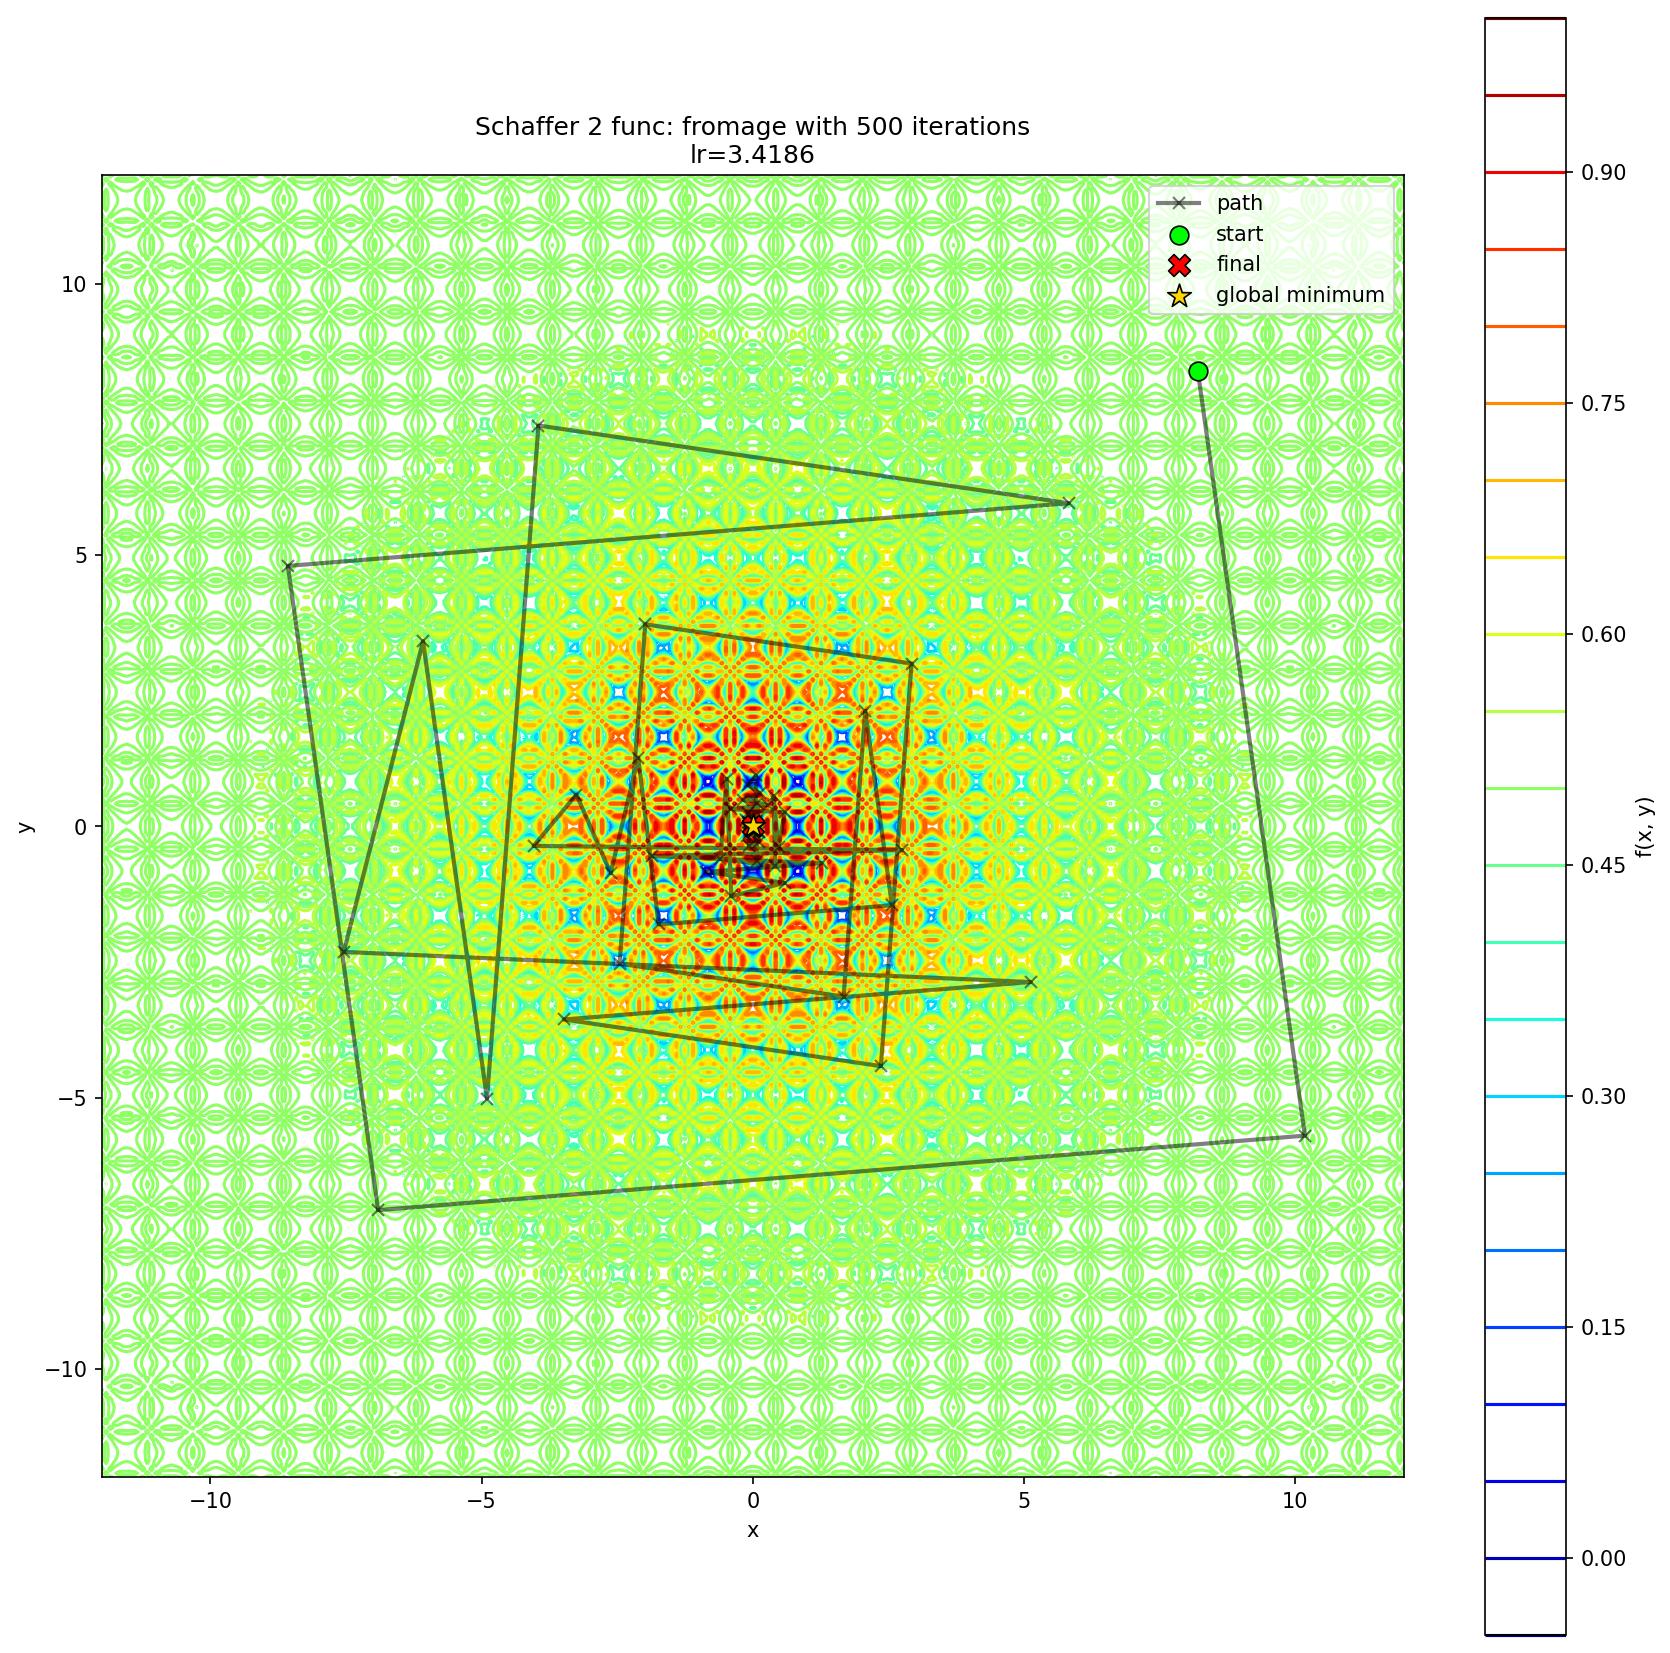 Schaffer 2 func: fromage with 500 iterations
lr=3.4186
path
start
final
global minimum
10
5
0
−5
−10
y
−10
−5
0
5
10
x
0.90
0.75
0.60
0.45
0.30
0.15
0.00
f(x, y)